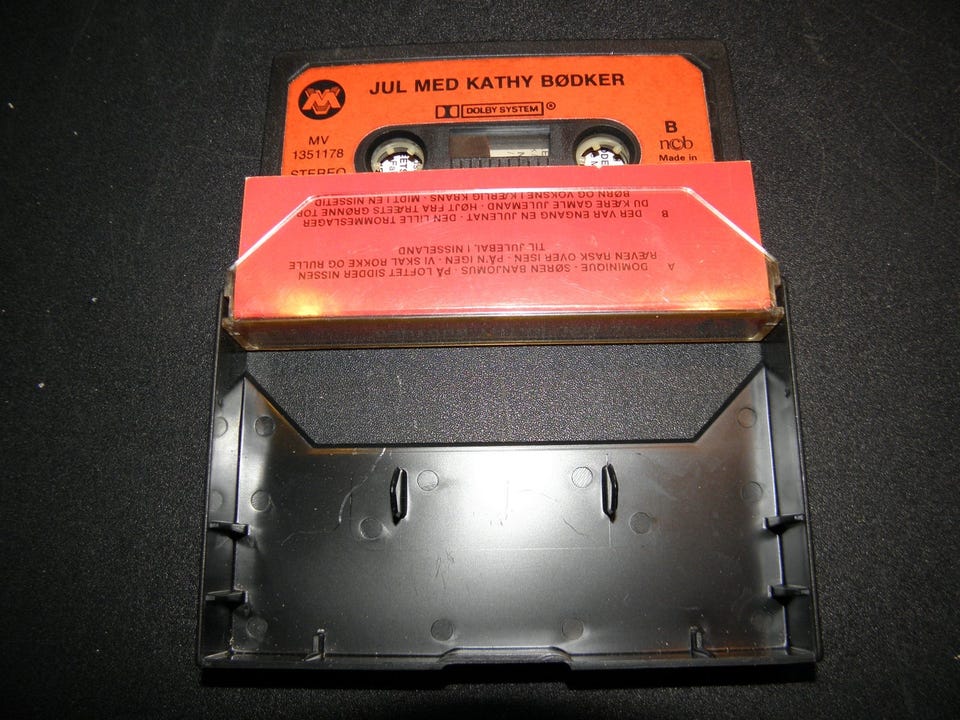 JUL MED KATHY BØDKER
DOLBY SYSTEM ®
MV
1351178
STEREO
B
ncb
Made in
A
DOMINIQUE · SØREN BANJOMUS · PÅ LOFTET SIDDER NISSEN
RÆVEN RASK OVER ISEN · PÅ'N IGEN · VI SKAL ROKKE OG RULLE
TIL JULEBAL I NISSELAND
B
DER VAR ENGANG EN JULENAT · DEN LILLE TROMMESLAGER
DU KÆRE GAMLE JULEMAND · HØJT FRA TRÆETS GRØNNE TOP
BØRN OG VOKSNE I KÆRLIG KRANS · MIDT I EN NISSETID